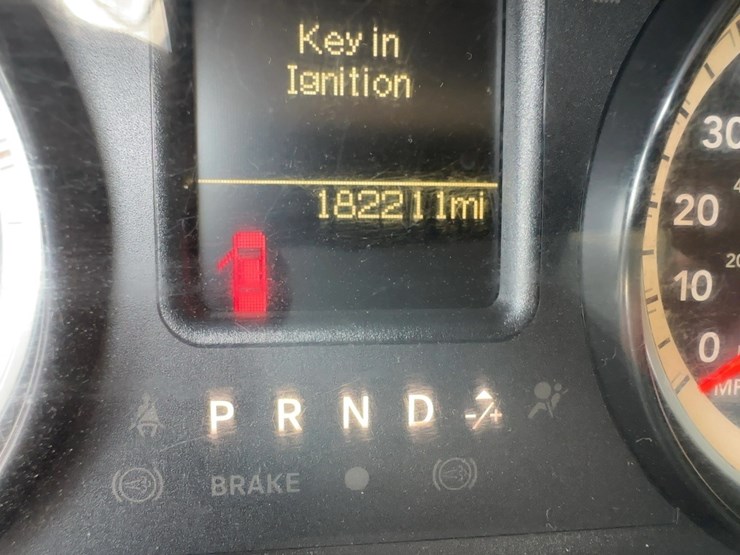 Key in
Ignition
182211mi
30
20
10
0
P R N D -/+
BRAKE